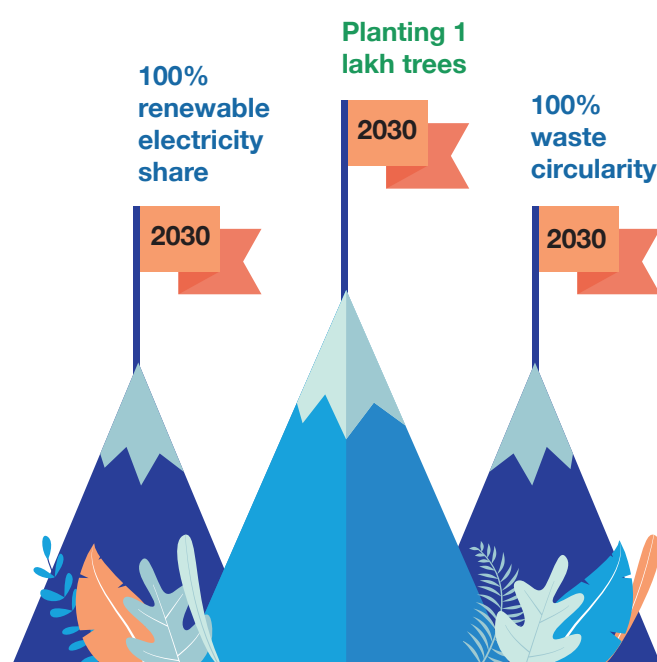 100%
renewable
electricity
share
2030
Planting 1
lakh trees
2030
100%
waste
circularity
2030